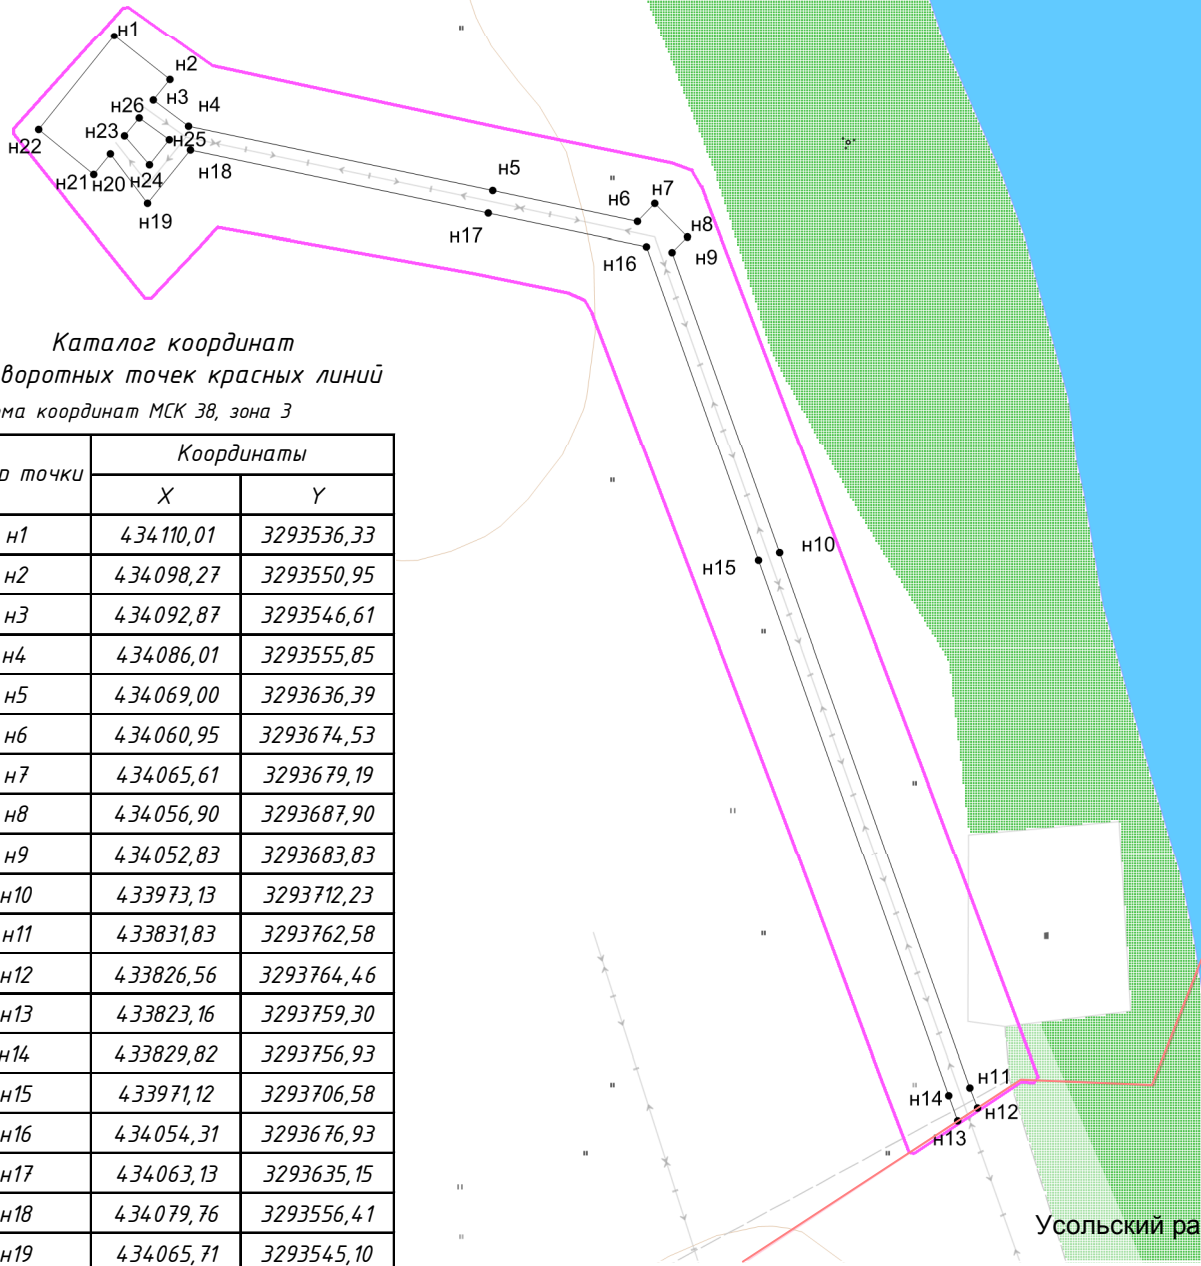 н1
н2
н3
н26
н4
н23
н25
н22
н18
н24
н21
н20
н5
н7
н6
н19
н8
н17
н9
н16
Каталог координат
воротных точек красных линий
ма координат МСК 38, зона 3
р точки Координаты
X Y
н1 434110,01 3293536,33
н2 434098,27 3293550,95
н3 434092,87 3293546,61
н4 434086,01 3293555,85
н5 434069,00 3293636,39
н6 434060,95 3293674,53
н7 434065,61 3293679,19
н8 434056,90 3293687,90
н9 434052,83 3293683,83
н10 433973,13 3293712,23
н11 433831,83 3293762,58
н12 433826,56 3293764,46
н13 433823,16 3293759,30
н14 433829,82 3293756,93
н15 433971,12 3293706,58
н16 434054,31 3293676,93
н17 434063,13 3293635,15
н18 434079,76 3293556,41
н19 434065,71 3293545,10
н10
н15
н11
н14
н12
н13
Усольский ра